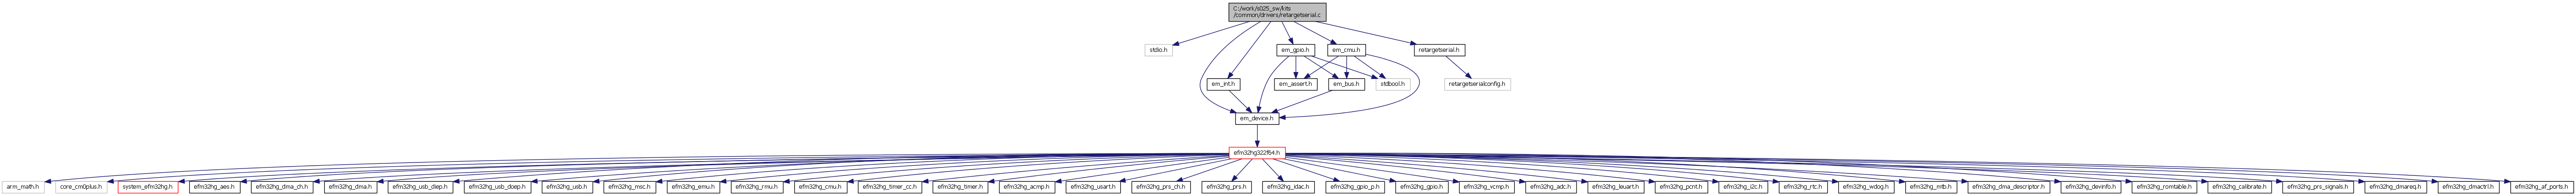 C:/work/s025_sw/kits
/common/drivers/retargetserial.c
stdio.h
em_gpio.h
em_cmu.h
retargetserial.h
em_int.h
em_assert.h
em_bus.h
stdbool.h
retargetserialconfig.h
em_device.h
efm32hg322f64.h
arm_math.h
core_cm0plus.h
system_efm32hg.h
efm32hg_aes.h
efm32hg_dma_ch.h
efm32hg_dma.h
efm32hg_usb_diep.h
efm32hg_usb_doep.h
efm32hg_usb.h
efm32hg_msc.h
efm32hg_emu.h
efm32hg_rmu.h
efm32hg_cmu.h
efm32hg_timer_cc.h
efm32hg_timer.h
efm32hg_acmp.h
efm32hg_usart.h
efm32hg_prs_ch.h
efm32hg_prs.h
efm32hg_idac.h
efm32hg_gpio_p.h
efm32hg_gpio.h
efm32hg_vcmp.h
efm32hg_adc.h
efm32hg_leuart.h
efm32hg_pcnt.h
efm32hg_i2c.h
efm32hg_rtc.h
efm32hg_wdog.h
efm32hg_mtb.h
efm32hg_dma_descriptor.h
efm32hg_devinfo.h
efm32hg_romtable.h
efm32hg_calibrate.h
efm32hg_prs_signals.h
efm32hg_dmareq.h
efm32hg_dmactrl.h
efm32hg_af_ports.h